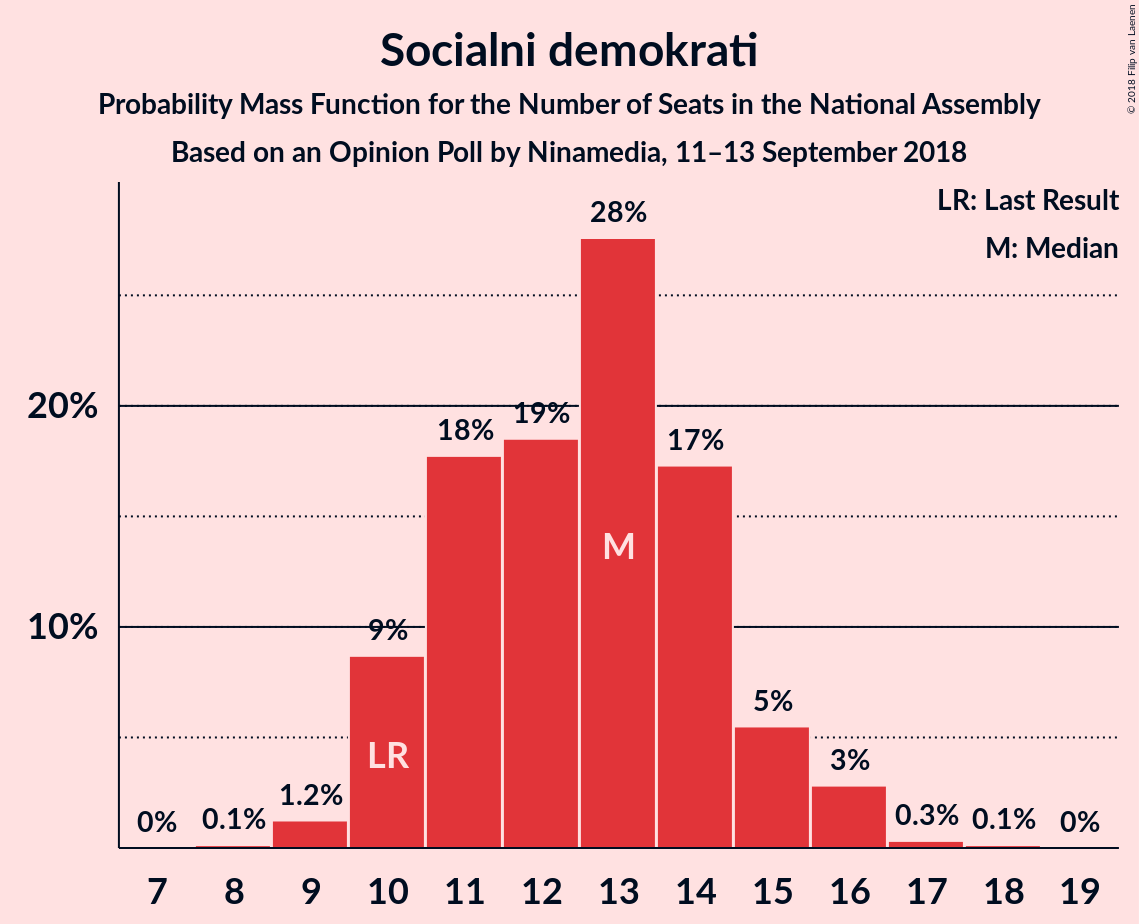 Socialni demokrati
Probability Mass Function for the Number of Seats in the National Assembly
Based on an Opinion Poll by Ninamedia, 11–13 September 2018
© 2018 Filip van Laenen
LR: Last Result
M: Median
20%
10%
0%
0.1%
1.2%
9%
18%
19%
28%
17%
5%
3%
0.3%
0.1%
0%
LR
M
7 8 9 10 11 12 13 14 15 16 17 18 19